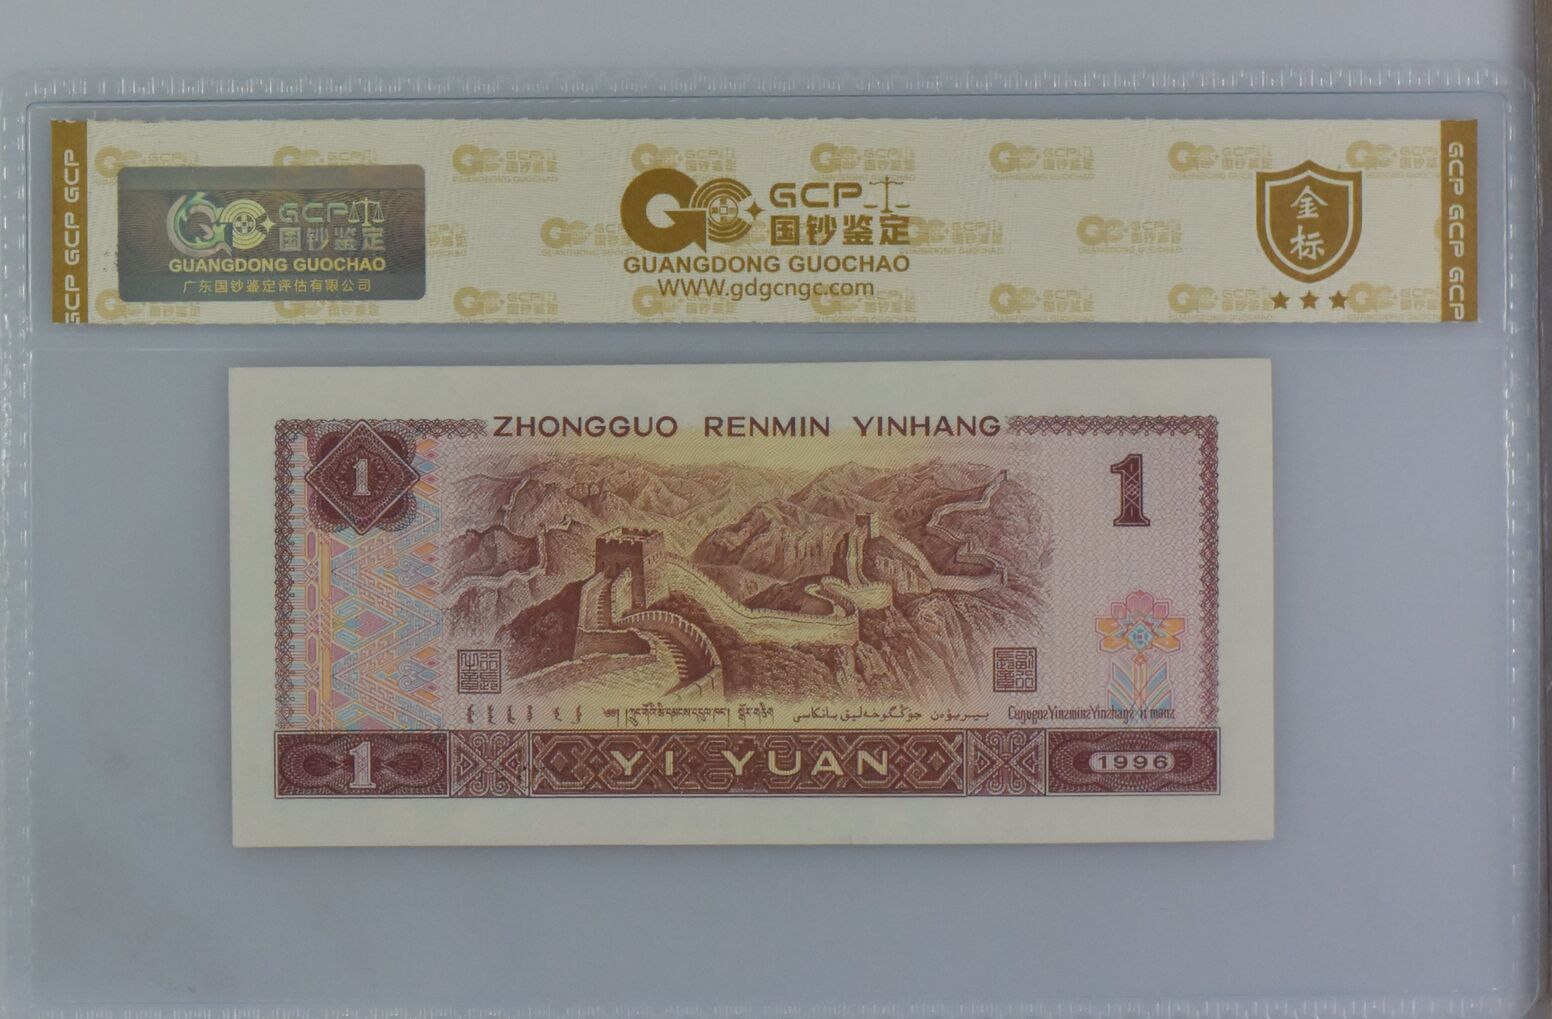 GCP GCP GCP
GCP
国钞鉴定
GUANGDONG GUOCHAO
广东国钞鉴定评估有限公司
GCP
国钞鉴定
GUANGDONG GUOCHAO
WWW.gdgcngc.com
金
标
GCP GCP GCP
ZHONGGUO RENMIN YINHANG
1
1
1
YI YUAN
1996